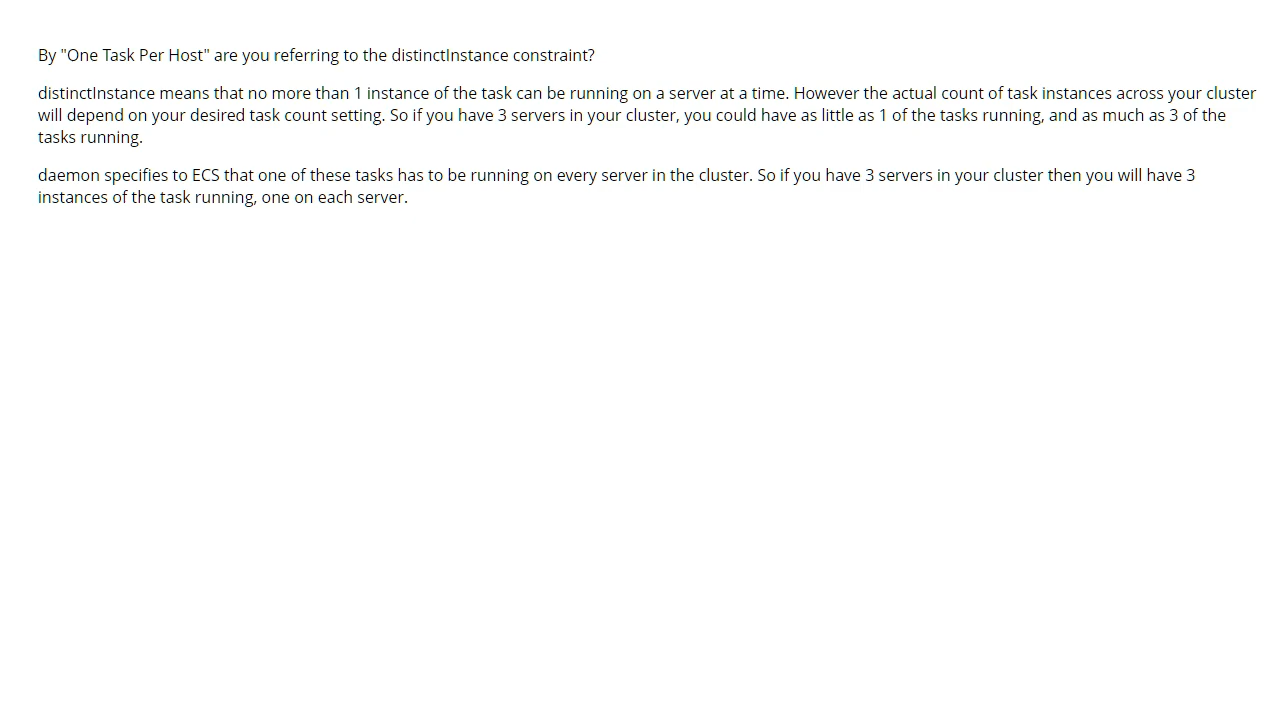 By "One Task Per Host" are you referring to the distinctInstance constraint?
distinctInstance means that no more than 1 instance of the task can be running on a server at a time. However the actual count of task instances across your cluster
will depend on your desired task count setting. So if you have 3 servers in your cluster, you could have as little as 1 of the tasks running, and as much as 3 of the
tasks running.
daemon specifies to ECS that one of these tasks has to be running on every server in the cluster. So if you have 3 servers in your cluster then you will have 3
instances of the task running, one on each server.